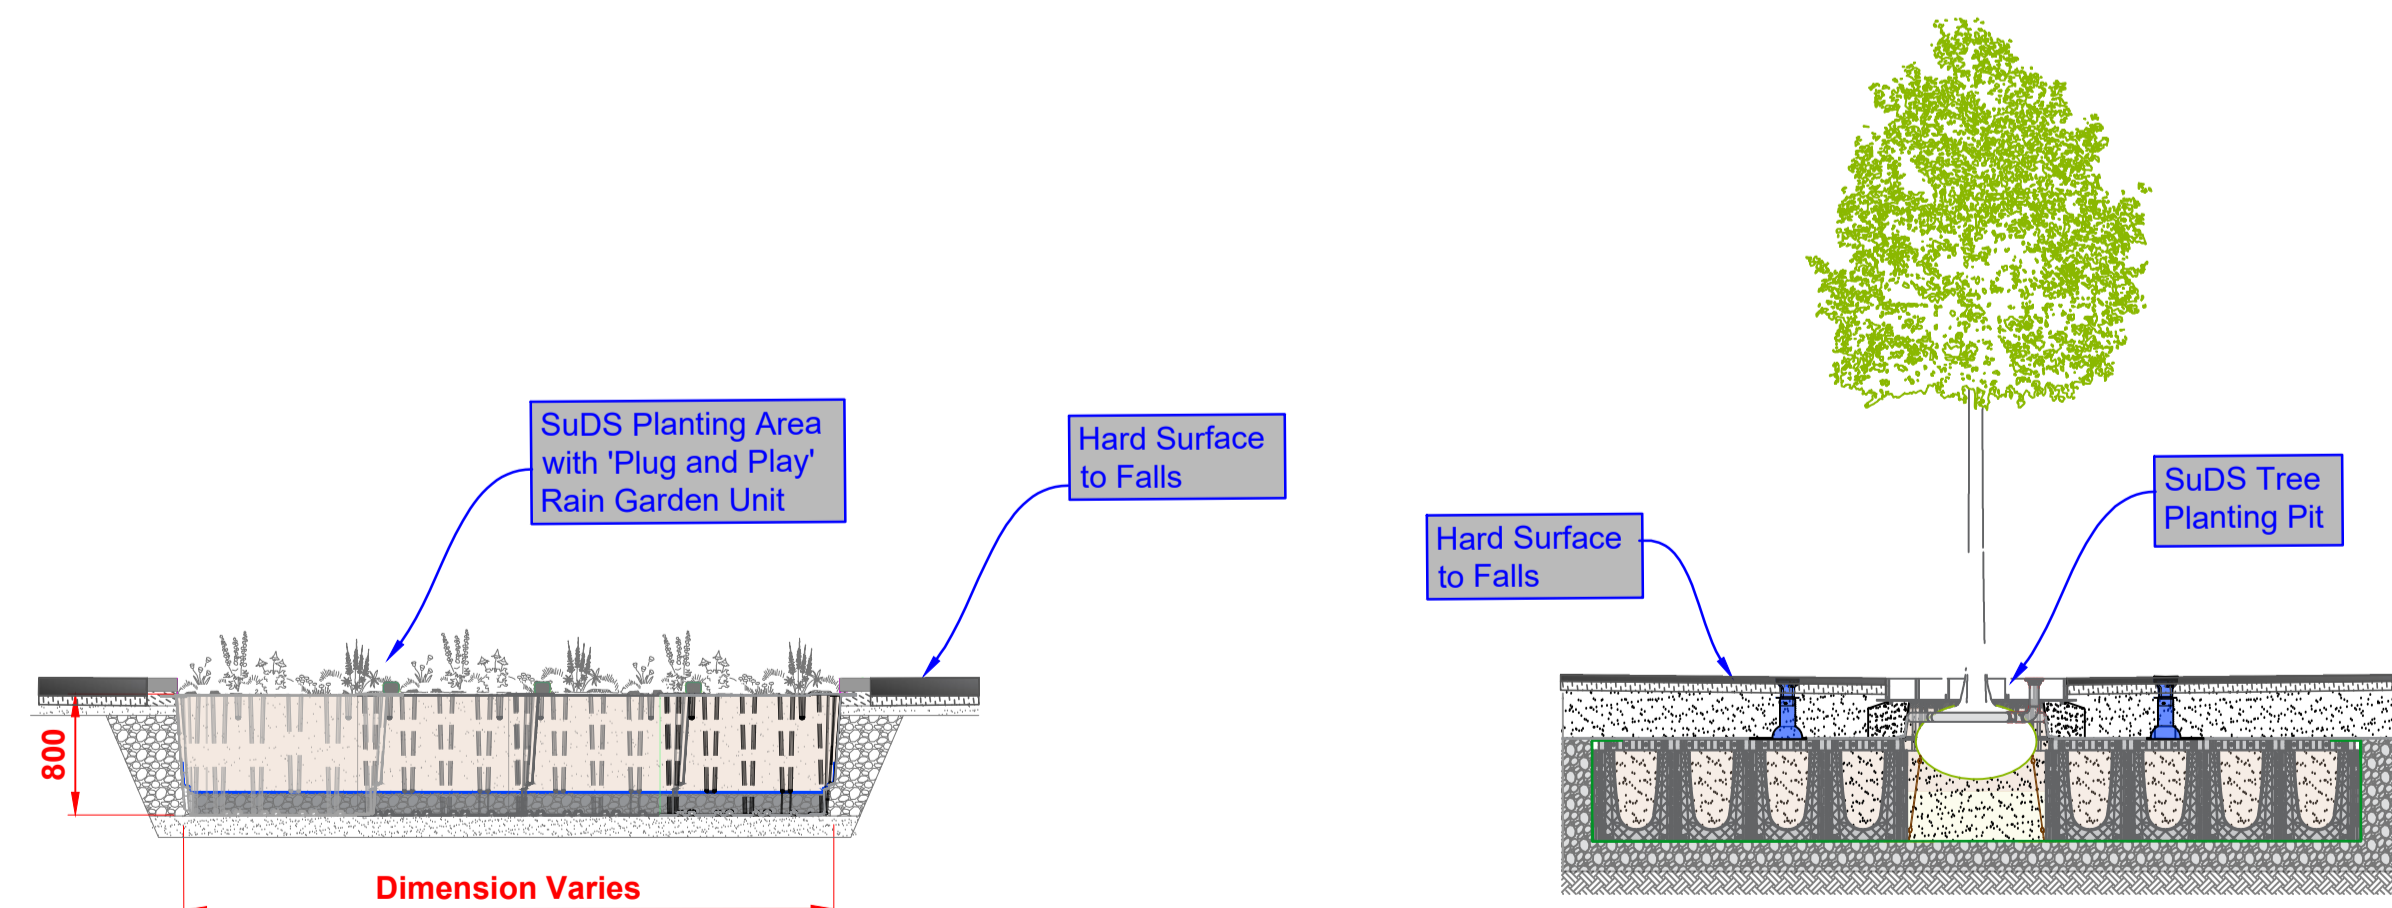 SuDS Planting Area
with 'Plug and Play'
Rain Garden Unit
Hard Surface
to Falls
Hard Surface
to Falls
SuDS Tree
Planting Pit
800
Dimension Varies